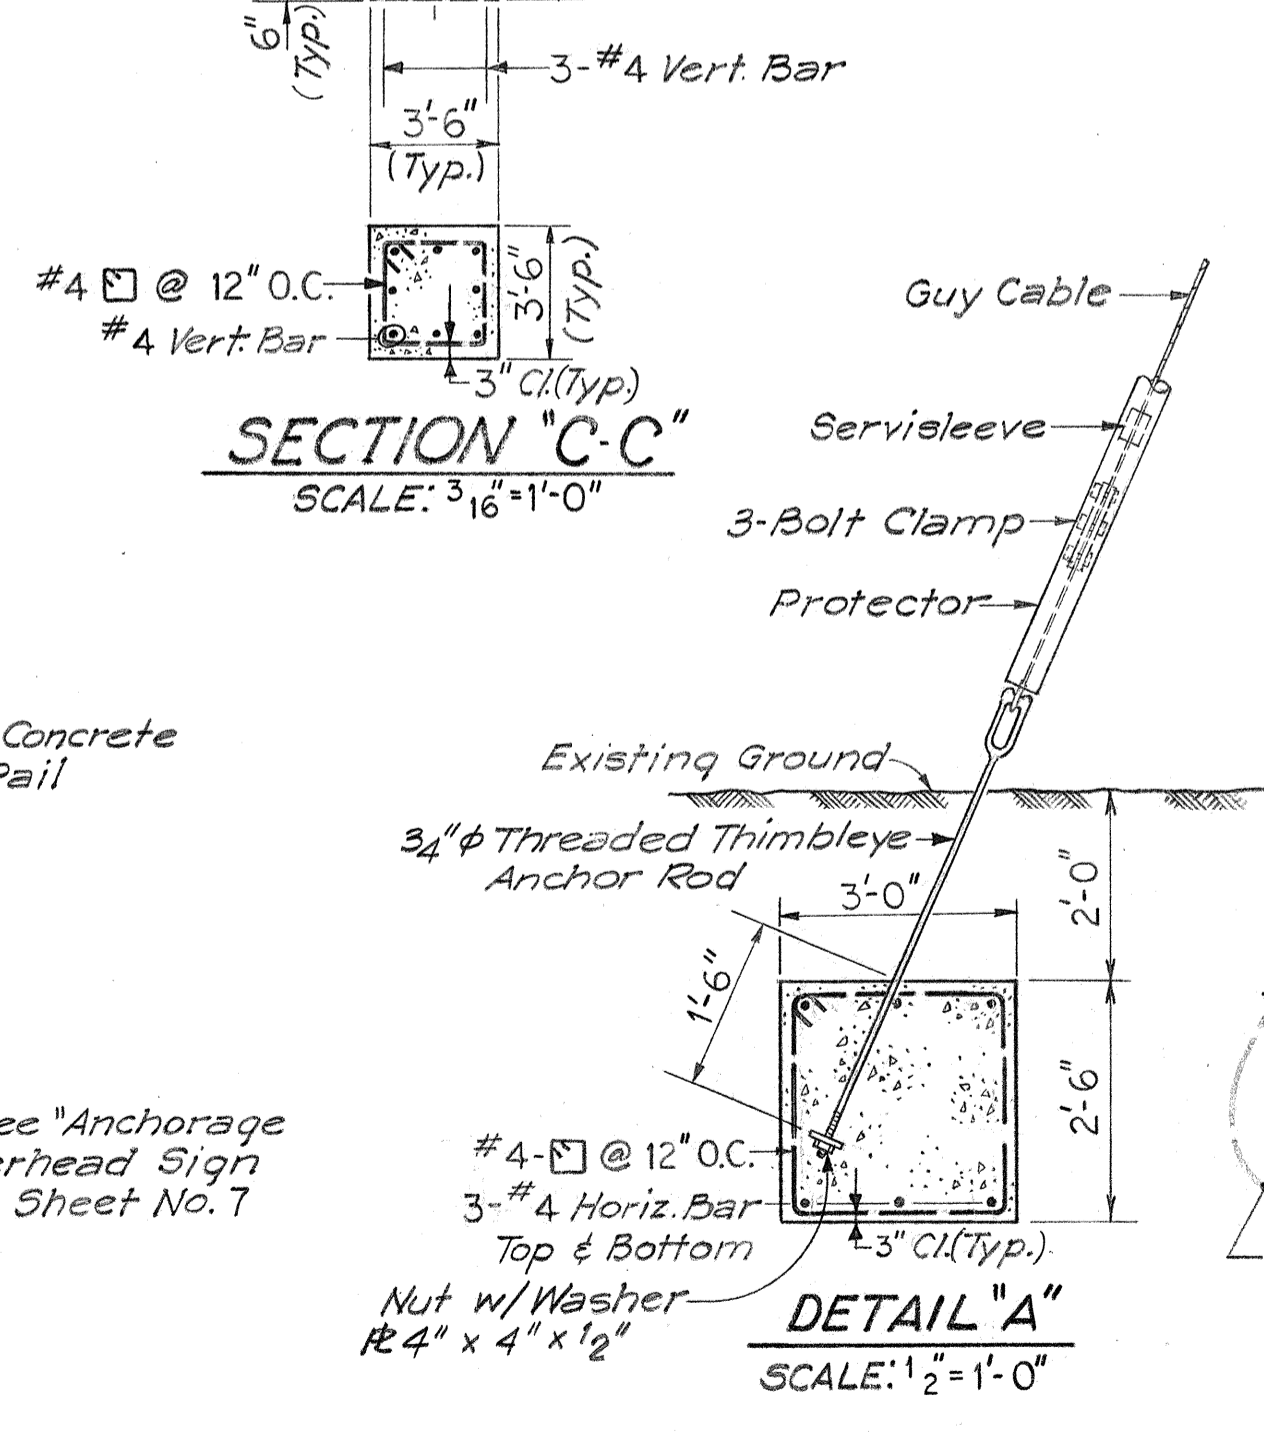 6"
(Typ.)
3-#4 Vert. Bar
3'-6"
(Typ.)
#4 @ 12" O.C.
#4 Vert. Bar
3'-6"
(Typ.)
3" Cl.(Typ.)
SECTION "C-C"
SCALE: 3/16"=1'-0"
Guy Cable
Servisleeve
3-Bolt Clamp
Protector
Concrete
Existing Ground
3/4"ϕ Threaded Thimbleye
Anchor Rod
3'-0"
2'-0"
1'-6"
2'-6"
"Anchorage
Sign
Sheet No. 7
#4- @ 12" O.C.
3-#4 Horiz. Bar
Top & Bottom
3" Cl.(Typ.)
Nut w/Washer
PL 4" x 4" x 1/2"
DETAIL "A"
SCALE: 1/2"=1'-0"